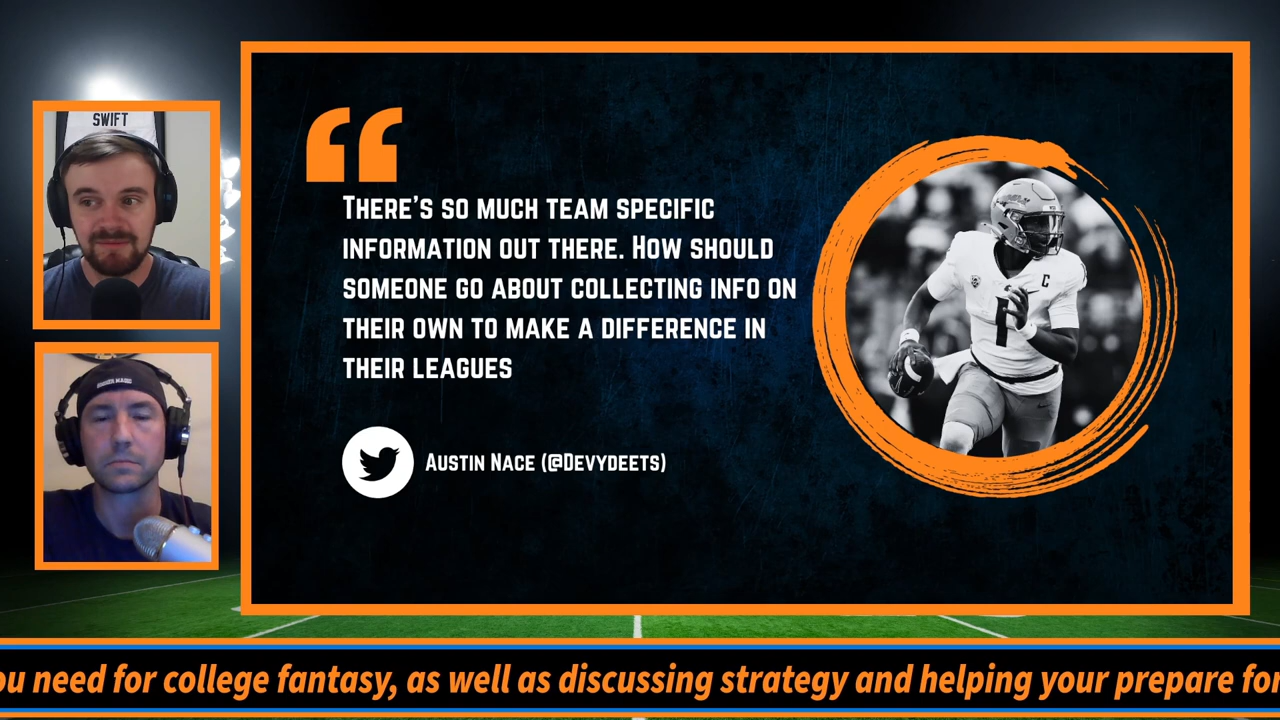 SWIFT
“
There’s so much team specific
information out there. How should
someone go about collecting info on
their own to make a difference in
their leagues
Austin Nace (@Devydeets)
C
1
ou need for college fantasy, as well as discussing strategy and helping your prepare for